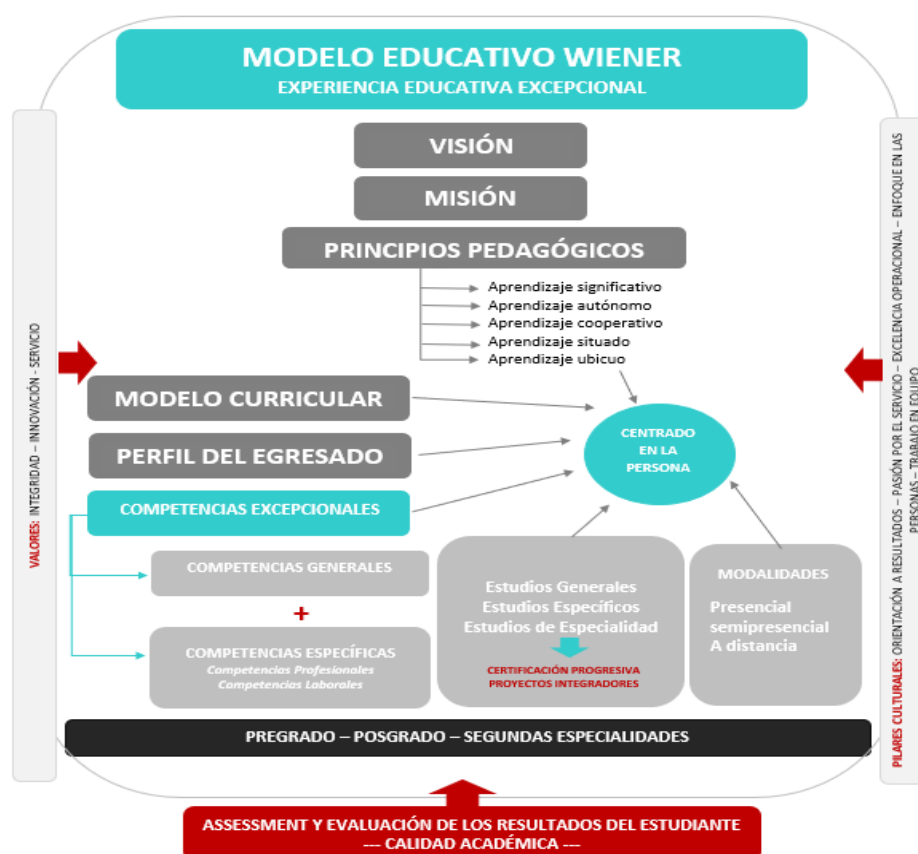 MODELO EDUCATIVO WIENER
EXPERIENCIA EDUCATIVA EXCEPCIONAL
VISIÓN
MISIÓN
PRINCIPIOS PEDAGÓGICOS
Aprendizaje significativo
Aprendizaje autónomo
Aprendizaje cooperativo
Aprendizaje situado
Aprendizaje ubicuo
VALORES: INTEGRIDAD – INNOVACIÓN - SERVICIO
MODELO CURRICULAR
PERFIL DEL EGRESADO
COMPETENCIAS EXCEPCIONALES
CENTRADO
EN LA
PERSONA
COMPETENCIAS GENERALES
+
COMPETENCIAS ESPECÍFICAS
Competencias Profesionales
Competencias Laborales
Estudios Generales
Estudios Específicos
Estudios de Especialidad
CERTIFICACIÓN PROGRESIVA
PROYECTOS INTEGRADORES
MODALIDADES
Presencial
semipresencial
A distancia
PILARES CULTURALES: ORIENTACIÓN A RESULTADOS – PASIÓN POR EL SERVICIO – EXCELENCIA OPERACIONAL – ENFOQUE EN LAS
PERSONAS – TRABAJO EN EQUIPO
PREGRADO – POSGRADO – SEGUNDAS ESPECIALIDADES
ASSESSMENT Y EVALUACIÓN DE LOS RESULTADOS DEL ESTUDIANTE
--- CALIDAD ACADÉMICA ---